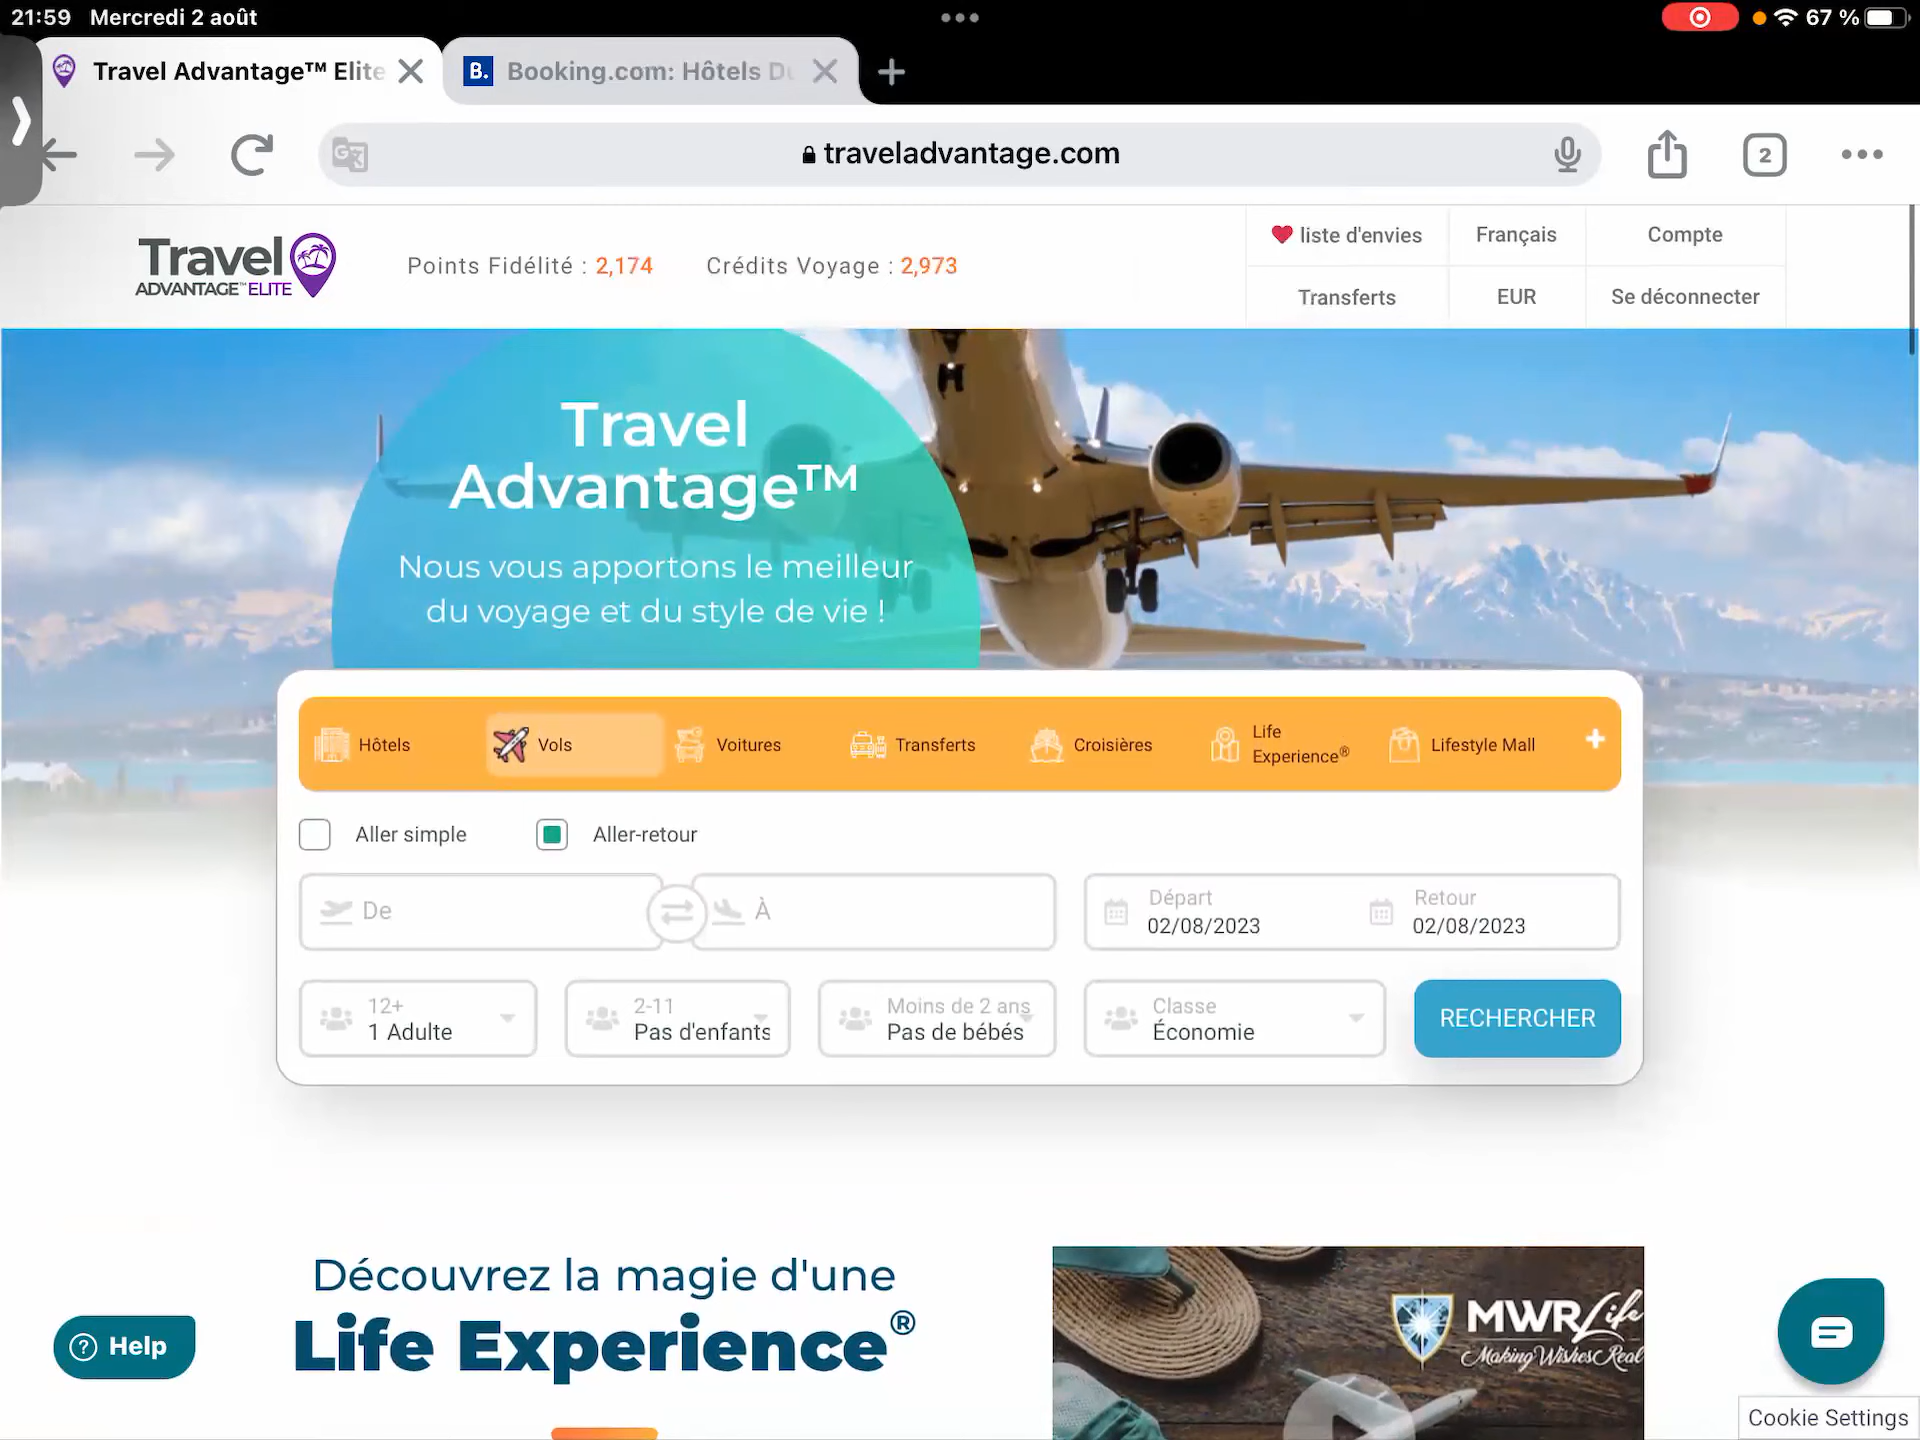 21:59 Mercredi 2 août
67 %
Travel Advantage™ Elite
B. Booking.com: Hôtels Du
traveladvantage.com
2
Travel
ADVANTAGE™ ELITE
Points Fidélité : 2,174
Crédits Voyage : 2,973
liste d'envies
Français
Compte
Transferts
EUR
Se déconnecter
Travel
Advantage™
Nous vous apportons le meilleur
du voyage et du style de vie !
Hôtels
Vols
Voitures
Transferts
Croisières
Life
Experience®
Lifestyle Mall
+
Aller simple
Aller-retour
De
À
Départ
02/08/2023
Retour
02/08/2023
12+
1 Adulte
2-11
Pas d'enfants
Moins de 2 ans
Pas de bébés
Classe
Économie
RECHERCHER
Découvrez la magie d'une
Life Experience®
MWR Life
Making Wishes Real
? Help
Cookie Settings